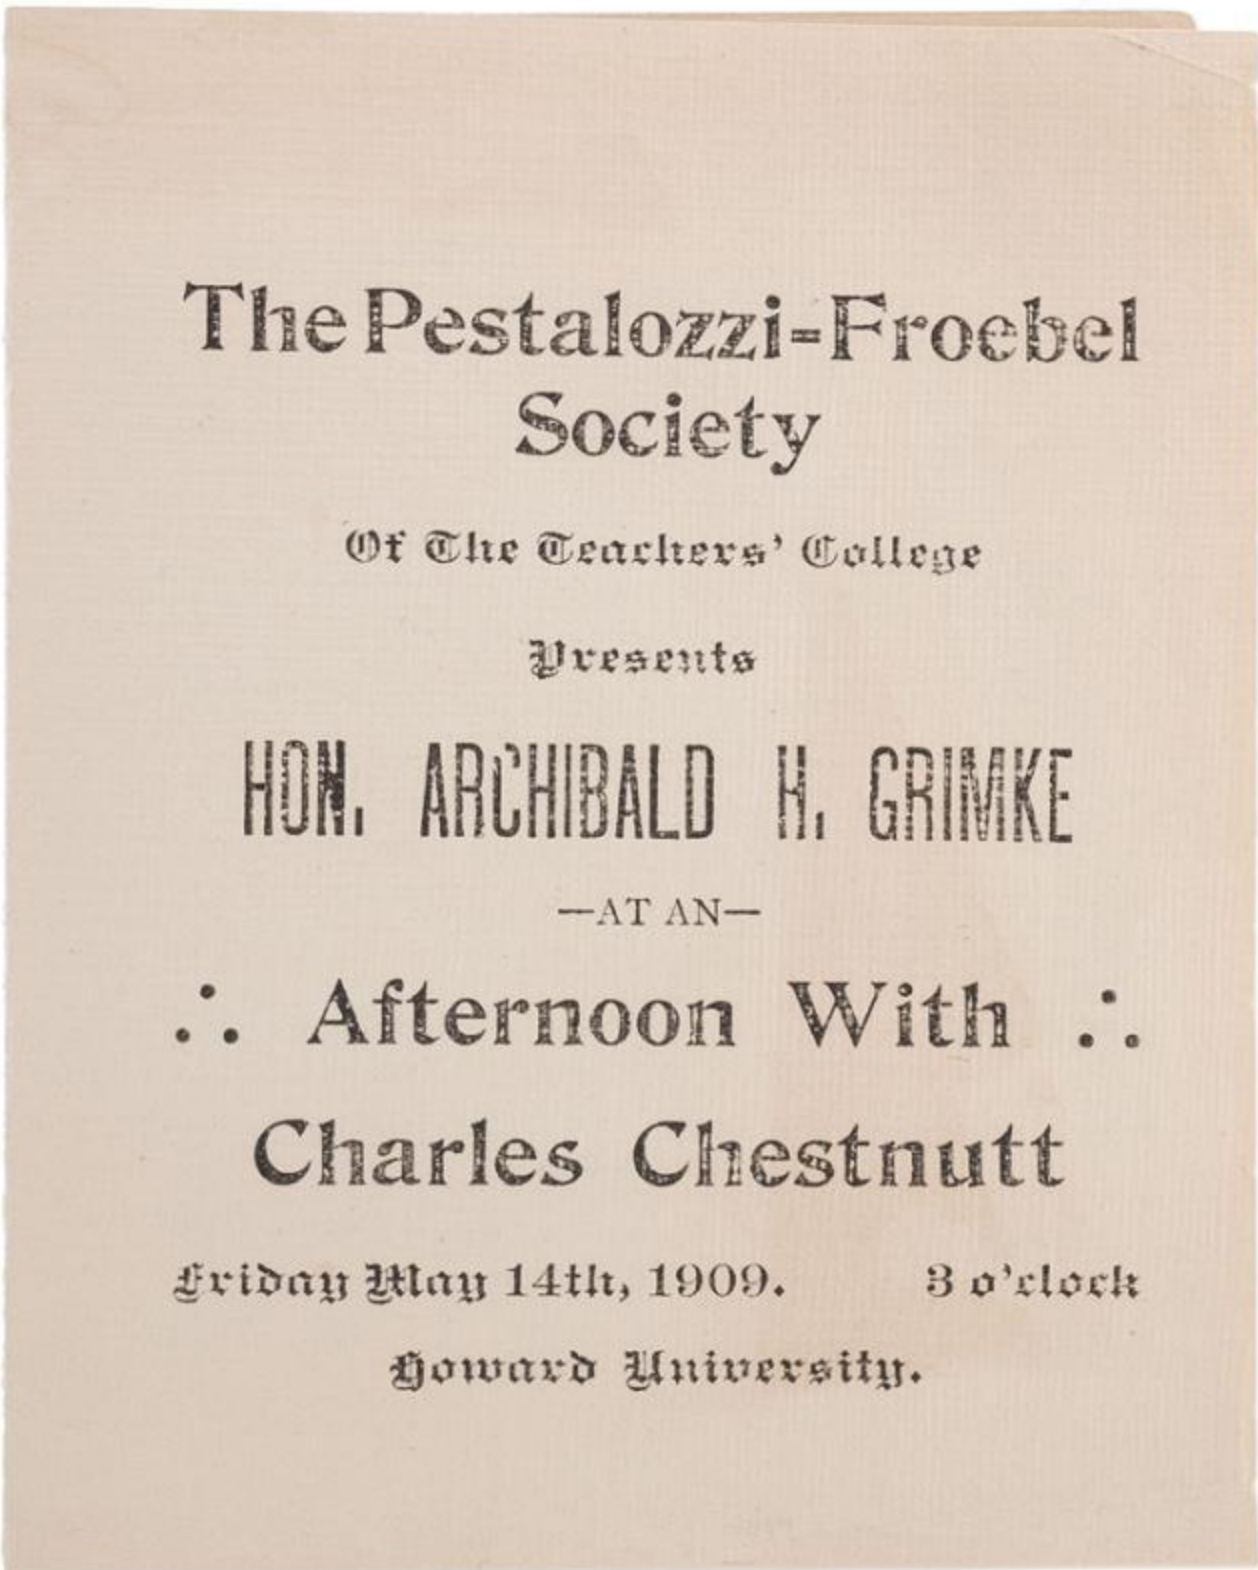 The Pestalozzi-Froebel
Society
Of The Teachers' College
Presents
HON. ARCHIBALD H. GRIMKE
—AT AN—
∴ Afternoon With ∴
Charles Chestnutt
Friday May 14th, 1909. 3 o'clock
Howard University.